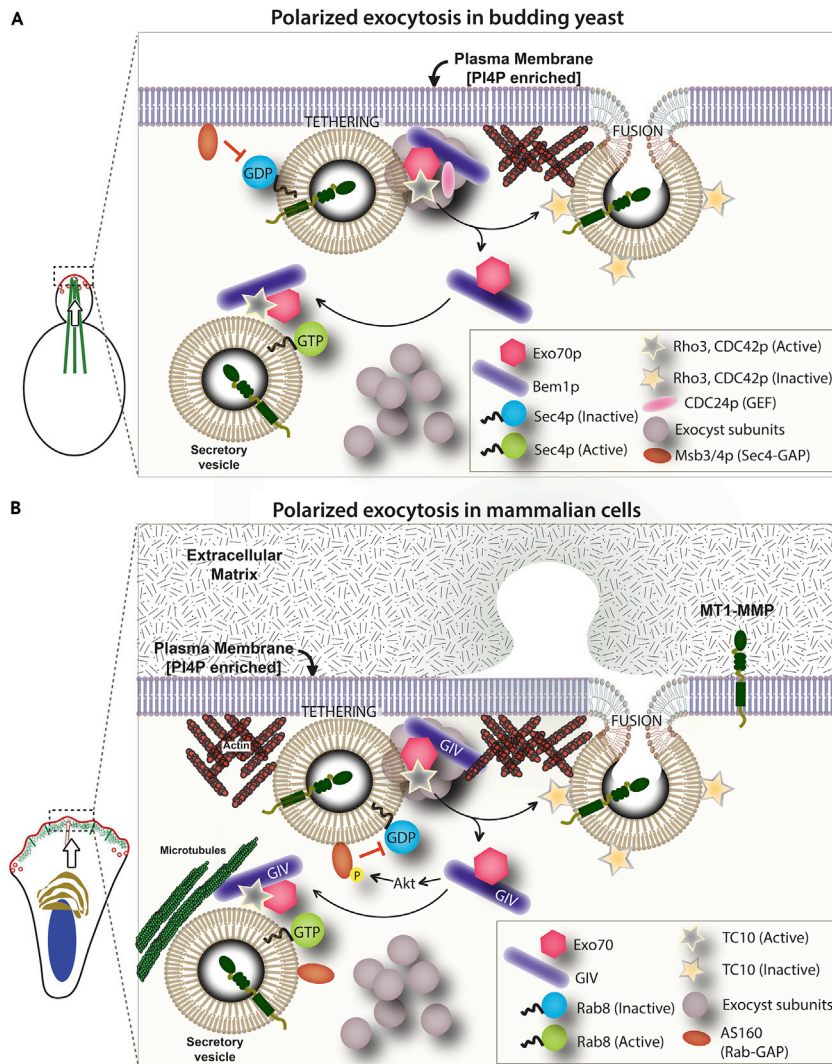 A
Polarized exocytosis in budding yeast
Plasma Membrane
[PI4P enriched]
TETHERING
FUSION
GDP
GTP
Secretory
vesicle
Exo70p
Bem1p
Sec4p (Inactive)
Sec4p (Active)
Rho3, CDC42p (Active)
Rho3, CDC42p (Inactive)
CDC24p (GEF)
Exocyst subunits
Msb3/4p (Sec4-GAP)
B
Polarized exocytosis in mammalian cells
Extracellular
Matrix
MT1-MMP
Plasma Membrane
[PI4P enriched]
TETHERING
FUSION
Actin
GIV
GDP
Microtubules
GIV
P
Akt
GIV
GTP
Secretory
vesicle
Exo70
GIV
Rab8 (Inactive)
Rab8 (Active)
TC10 (Active)
TC10 (Inactive)
Exocyst subunits
AS160
(Rab-GAP)